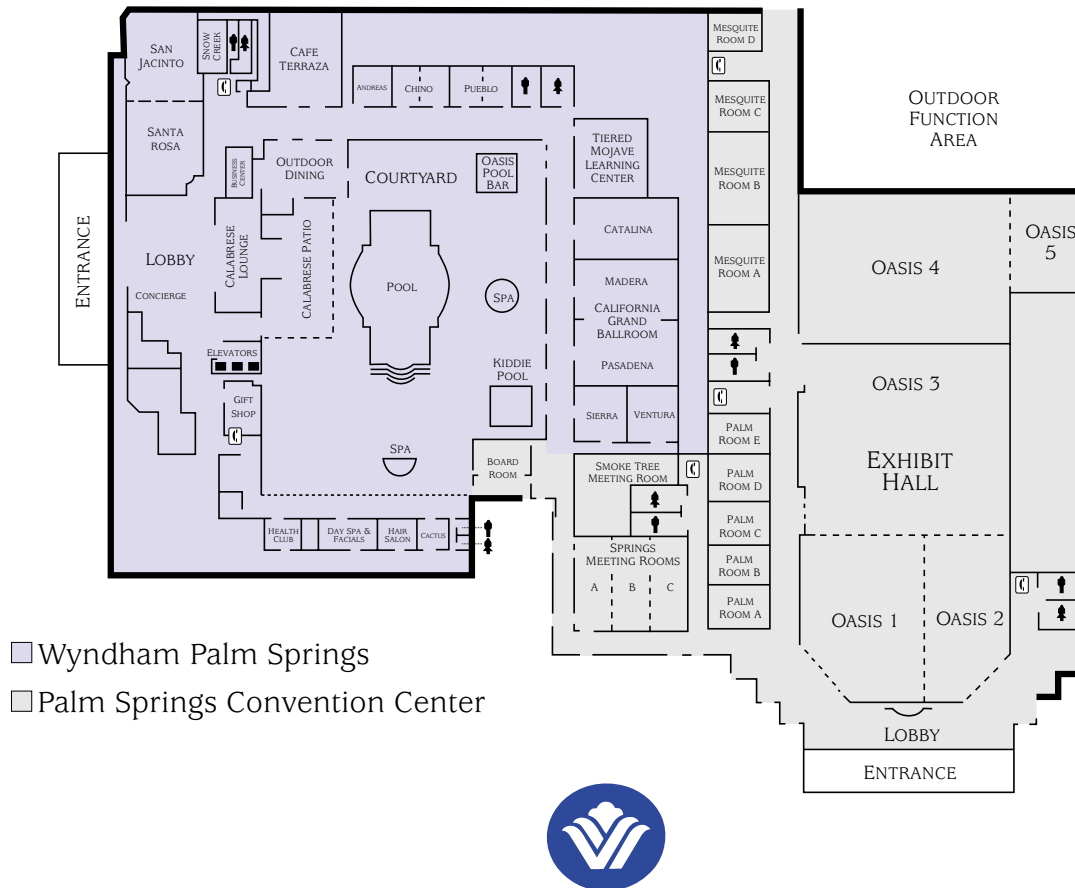 SAN
JACINTO
SNOW
CREEK
CAFE
TERRAZA
ANDREAS
CHINO
PUEBLO
MESQUITE
ROOM D
MESQUITE
ROOM C
MESQUITE
ROOM B
MESQUITE
ROOM A
OUTDOOR
FUNCTION
AREA
SANTA
ROSA
BUSINESS
CENTER
OUTDOOR
DINING
COURTYARD
OASIS
POOL
BAR
TIERED
MOJAVE
LEARNING
CENTER
ENTRANCE
LOBBY
CONCIERGE
CALABRESE
LOUNGE
CALABRESE PATIO
POOL
SPA
CATALINA
MADERA
CALIFORNIA
GRAND
BALLROOM
PASADENA
OASIS 4
OASIS
5
ELEVATORS
GIFT
SHOP
KIDDIE
POOL
SPA
SIERRA
VENTURA
OASIS 3
EXHIBIT
HALL
BOARD
ROOM
SMOKE TREE
MEETING ROOM
PALM
ROOM E
PALM
ROOM D
PALM
ROOM C
PALM
ROOM B
PALM
ROOM A
HEALTH
CLUB
DAY SPA &
FACIALS
HAIR
SALON
CACTUS
SPRINGS
MEETING ROOMS
A
B
C
OASIS 1
OASIS 2
LOBBY
ENTRANCE
Wyndham Palm Springs
Palm Springs Convention Center